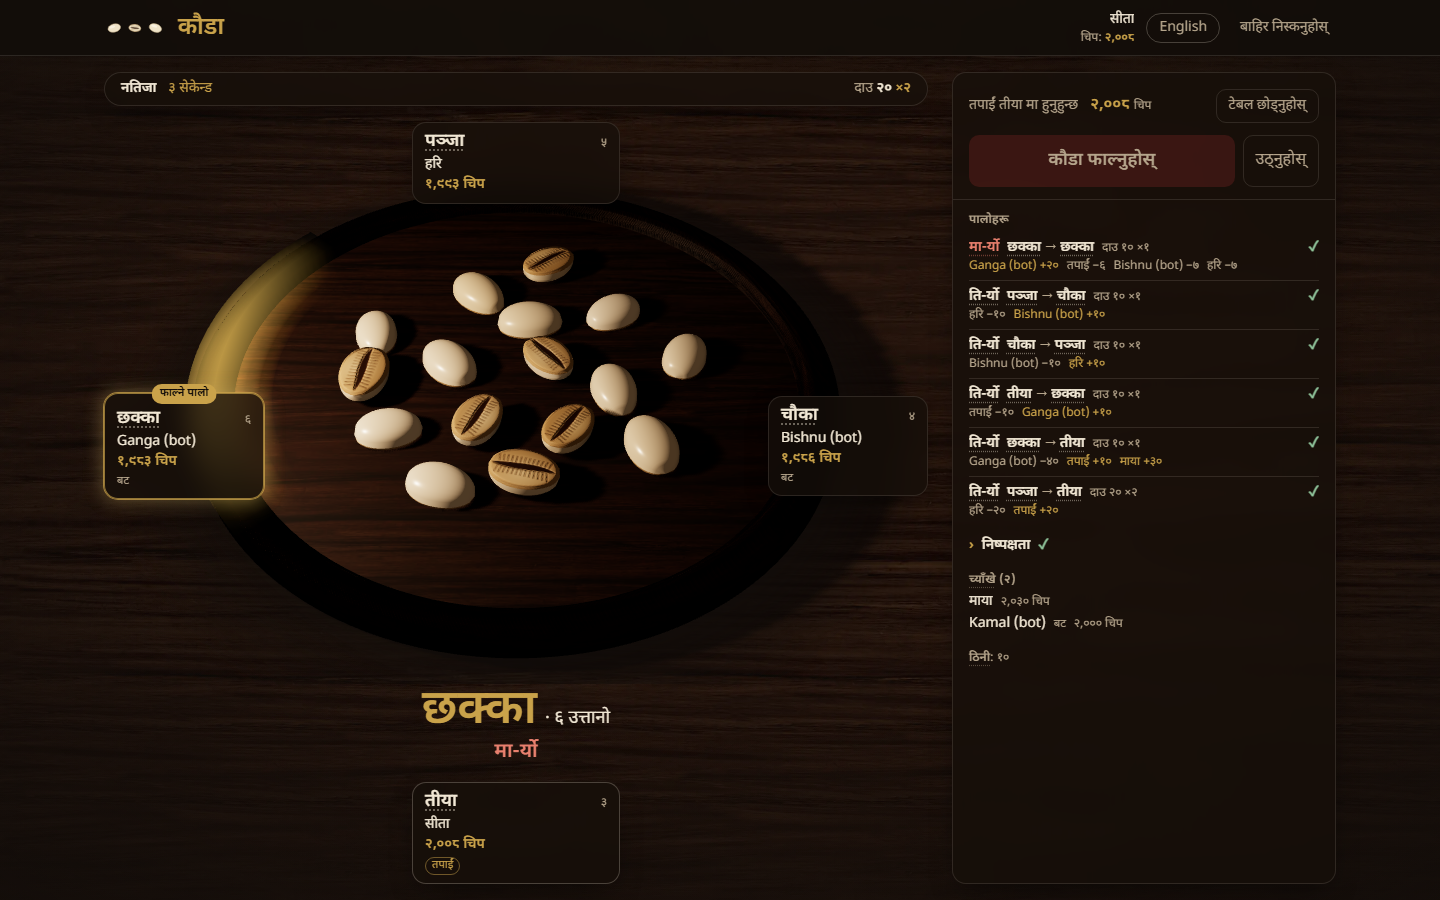 कौडा
सीता
चिप: २,००८
English
बाहिर निस्कनुहोस्
नतिजा ३ सेकेन्ड
दाउ २० ×२
पञ्जा ५
हरि
१,९९३ चिप
फाल्ने पालो
छक्का ६
Ganga (bot)
१,९८३ चिप
बट
चौका ४
Bishnu (bot)
१,९८६ चिप
बट
छक्का · ६ उत्तानो
मा-र्यो
तीया ३
सीता
२,००८ चिप
तपाईं
तपाईं तीया मा हुनुहुन्छ २,००८ चिप
टेबल छोड्नुहोस्
कौडा फाल्नुहोस्
उठ्नुहोस्
पालोहरू
मा-र्यो छक्का → छक्का दाउ १० ×१ ✓
Ganga (bot) +२० तपाईं −६ Bishnu (bot) −७ हरि −७
ति-र्यो पञ्जा → चौका दाउ १० ×१ ✓
हरि −१० Bishnu (bot) +१०
ति-र्यो चौका → पञ्जा दाउ १० ×१ ✓
Bishnu (bot) −१० हरि +१०
ति-र्यो तीया → छक्का दाउ १० ×१ ✓
तपाईं −१० Ganga (bot) +१०
ति-र्यो छक्का → तीया दाउ १० ×१ ✓
Ganga (bot) −४० तपाईं +१० माया +३०
ति-र्यो पञ्जा → तीया दाउ २० ×२ ✓
हरि −२० तपाईं +२०
› निष्पक्षता ✓
च्याँखे (२)
माया २,०३० चिप
Kamal (bot) बट २,००० चिप
ठिनी: १०